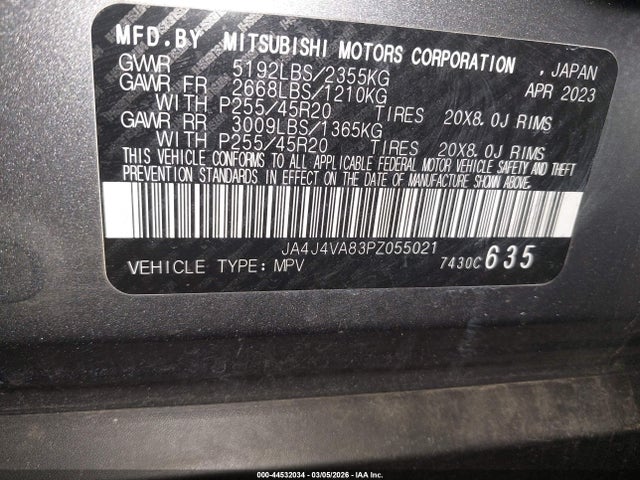 MFD.BY MITSUBISHI MOTORS CORPORATION , JAPAN
GVWR 5192LBS/2355KG APR 2023
GAWR FR 2668LBS/1210KG
WITH P255/45R20 TIRES 20X8.0J RIMS
GAWR RR 3009LBS/1365KG
WITH P255/45R20 TIRES 20X8.0J RIMS
THIS VEHICLE CONFORMS TO ALL APPLICABLE FEDERAL MOTOR VEHICLE SAFETY AND THEFT
PREVENTION STANDARDS IN EFFECT ON THE DATE OF MANUFACTURE SHOWN ABOVE.
JA4J4VA83PZ055021
VEHICLE TYPE: MPV 7430C 635
000-44532034 | 03/05/2026 | IAA Inc.